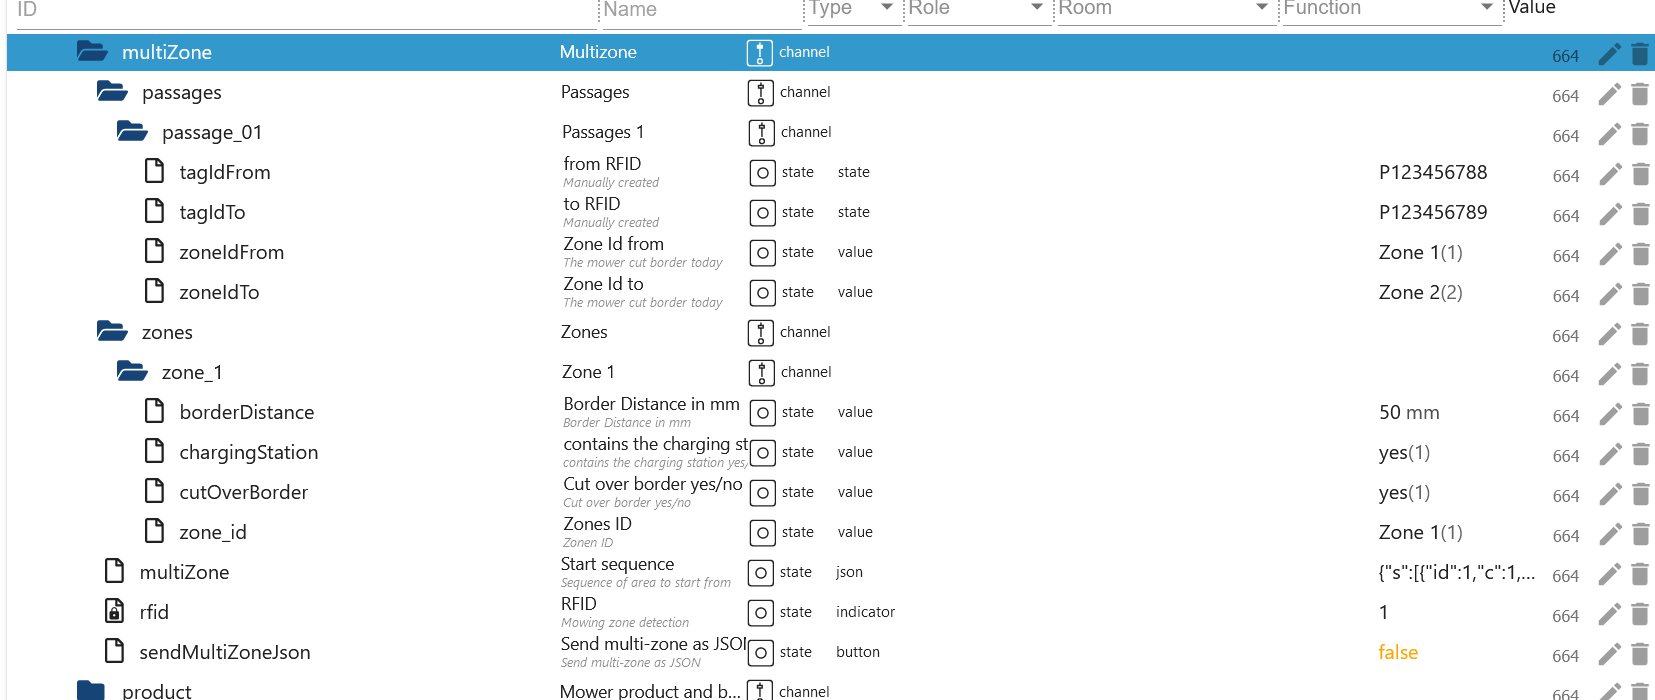 ID Name Type Role Room Function Value
multiZone Multizone channel 664
passages Passages channel 664
passage_01 Passages 1 channel 664
tagIdFrom from RFID state state P123456788 664
Manually created
tagIdTo to RFID state state P123456789 664
Manually created
zoneIdFrom Zone Id from state value Zone 1(1) 664
The mower cut border today
zoneIdTo Zone Id to state value Zone 2(2) 664
The mower cut border today
zones Zones channel 664
zone_1 Zone 1 channel 664
borderDistance Border Distance in mm state value 50 mm 664
Border Distance in mm
chargingStation contains the charging st state value yes(1) 664
contains the charging station yes/
cutOverBorder Cut over border yes/no state value yes(1) 664
Cut over border yes/no
zone_id Zones ID state value Zone 1(1) 664
Zonen ID
multiZone Start sequence state json {"s":[{"id":1,"c":1,... 664
Sequence of area to start from
rfid RFID state indicator 1 664
Mowing zone detection
sendMultiZoneJson Send multi-zone as JSON state button false 664
Send multi-zone as JSON
product Mower product and b... channel 664